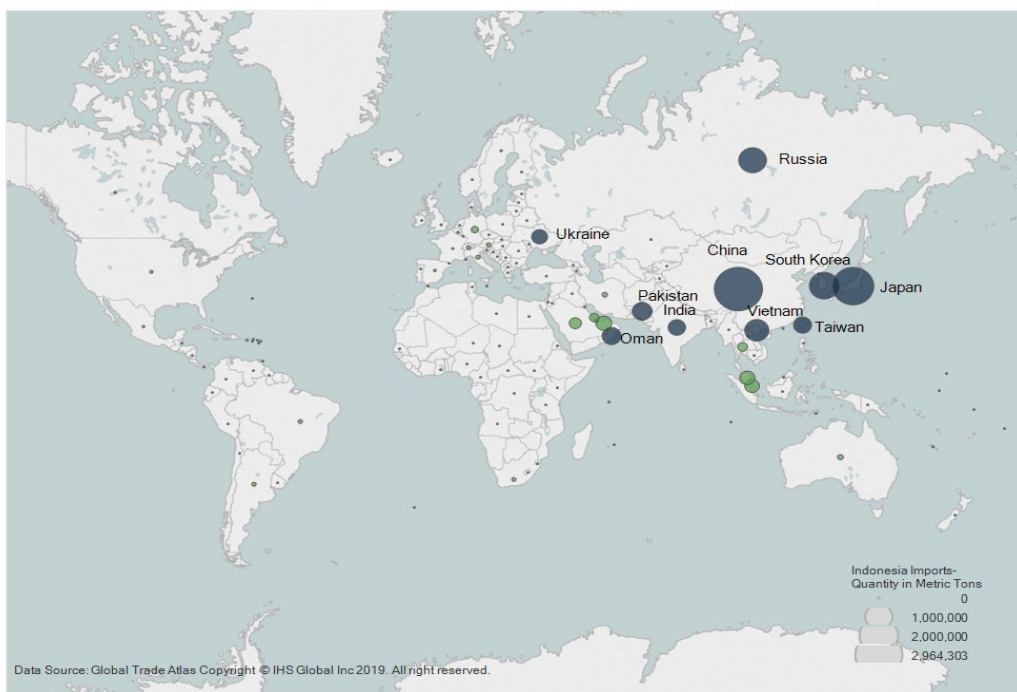 Russia
Ukraine
China
South Korea
Japan
Pakistan
India
Vietnam
Taiwan
Oman
Indonesia Imports-
Quantity in Metric Tons
0
1,000,000
2,000,000
2,964,303
Data Source: Global Trade Atlas Copyright © IHS Global Inc 2019. All right reserved.